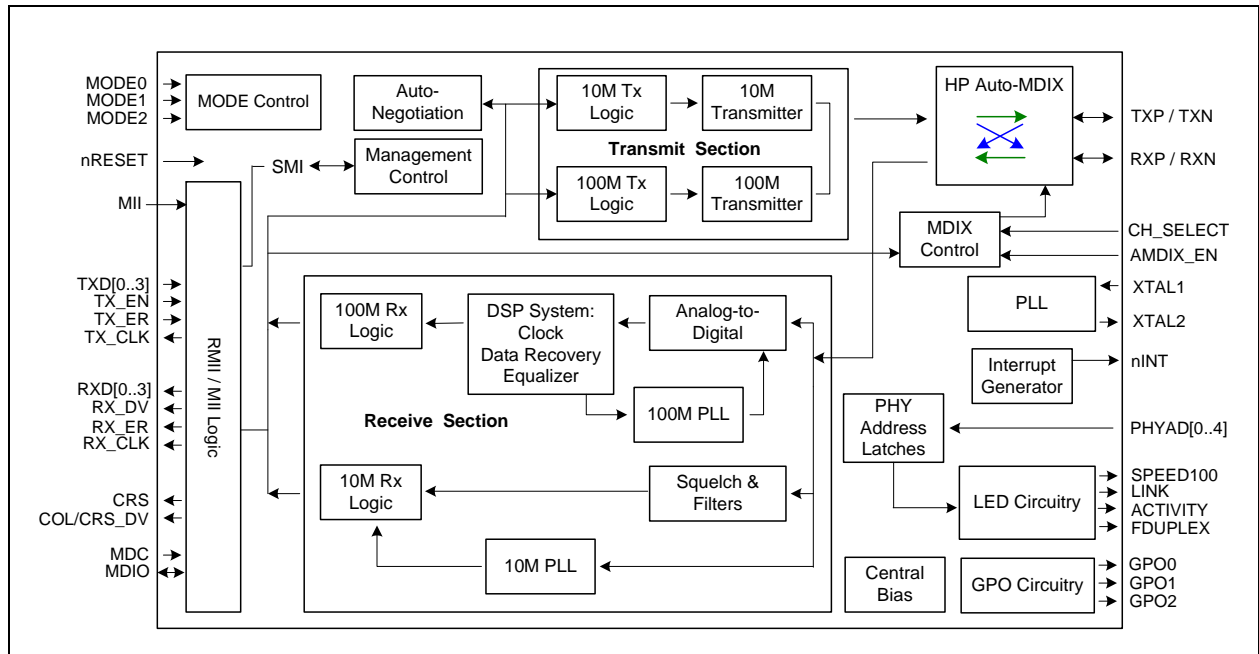 MODE0
MODE1
MODE2
nRESET
MII
TXD[0..3]
TX_EN
TX_ER
TX_CLK
RXD[0..3]
RX_DV
RX_ER
RX_CLK
CRS
COL/CRS_DV
MDC
MDIO
MODE Control
RMII / MII Logic
SMI
Auto-
Negotiation
Management
Control
10M Tx
Logic
10M
Transmitter
Transmit Section
100M Tx
Logic
100M
Transmitter
100M Rx
Logic
DSP System:
Clock
Data Recovery
Equalizer
Analog-to-
Digital
100M PLL
Receive Section
10M Rx
Logic
Squelch &
Filters
10M PLL
HP Auto-MDIX
MDIX
Control
PLL
Interrupt
Generator
PHY
Address
Latches
LED Circuitry
Central
Bias
GPO Circuitry
TXP / TXN
RXP / RXN
CH_SELECT
AMDIX_EN
XTAL1
XTAL2
nINT
PHYAD[0..4]
SPEED100
LINK
ACTIVITY
FDUPLEX
GPO0
GPO1
GPO2